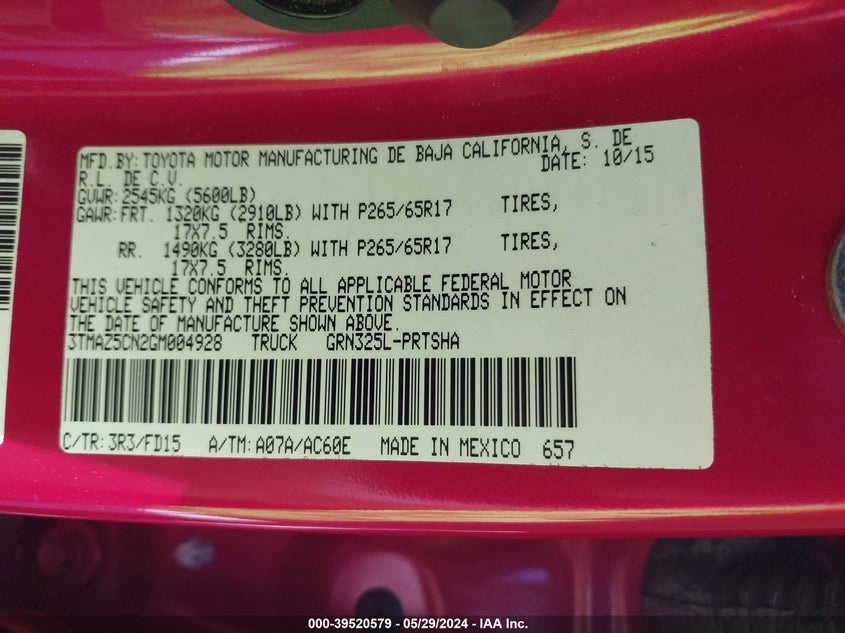 MFD.BY:TOYOTA MOTOR MANUFACTURING DE BAJA CALIFORNIA, S. DE
R.L. DE C.V. DATE: 10/15
GVWR:2545KG (5600LB)
GAWR:FRT. 1320KG (2910LB) WITH P265/65R17 TIRES,
17X7.5 RIMS.
RR. 1490KG (3280LB) WITH P265/65R17 TIRES,
17X7.5 RIMS.
THIS VEHICLE CONFORMS TO ALL APPLICABLE FEDERAL MOTOR
VEHICLE SAFETY AND THEFT PREVENTION STANDARDS IN EFFECT ON
THE DATE OF MANUFACTURE SHOWN ABOVE.
3TMAZ5CN2GM004928 TRUCK GRN325L-PRTSHA
C/TR:3R3/FD15 A/TM:A07A/AC60E MADE IN MEXICO 657
000-39520579 / 05/29/2024 - IAA Inc.